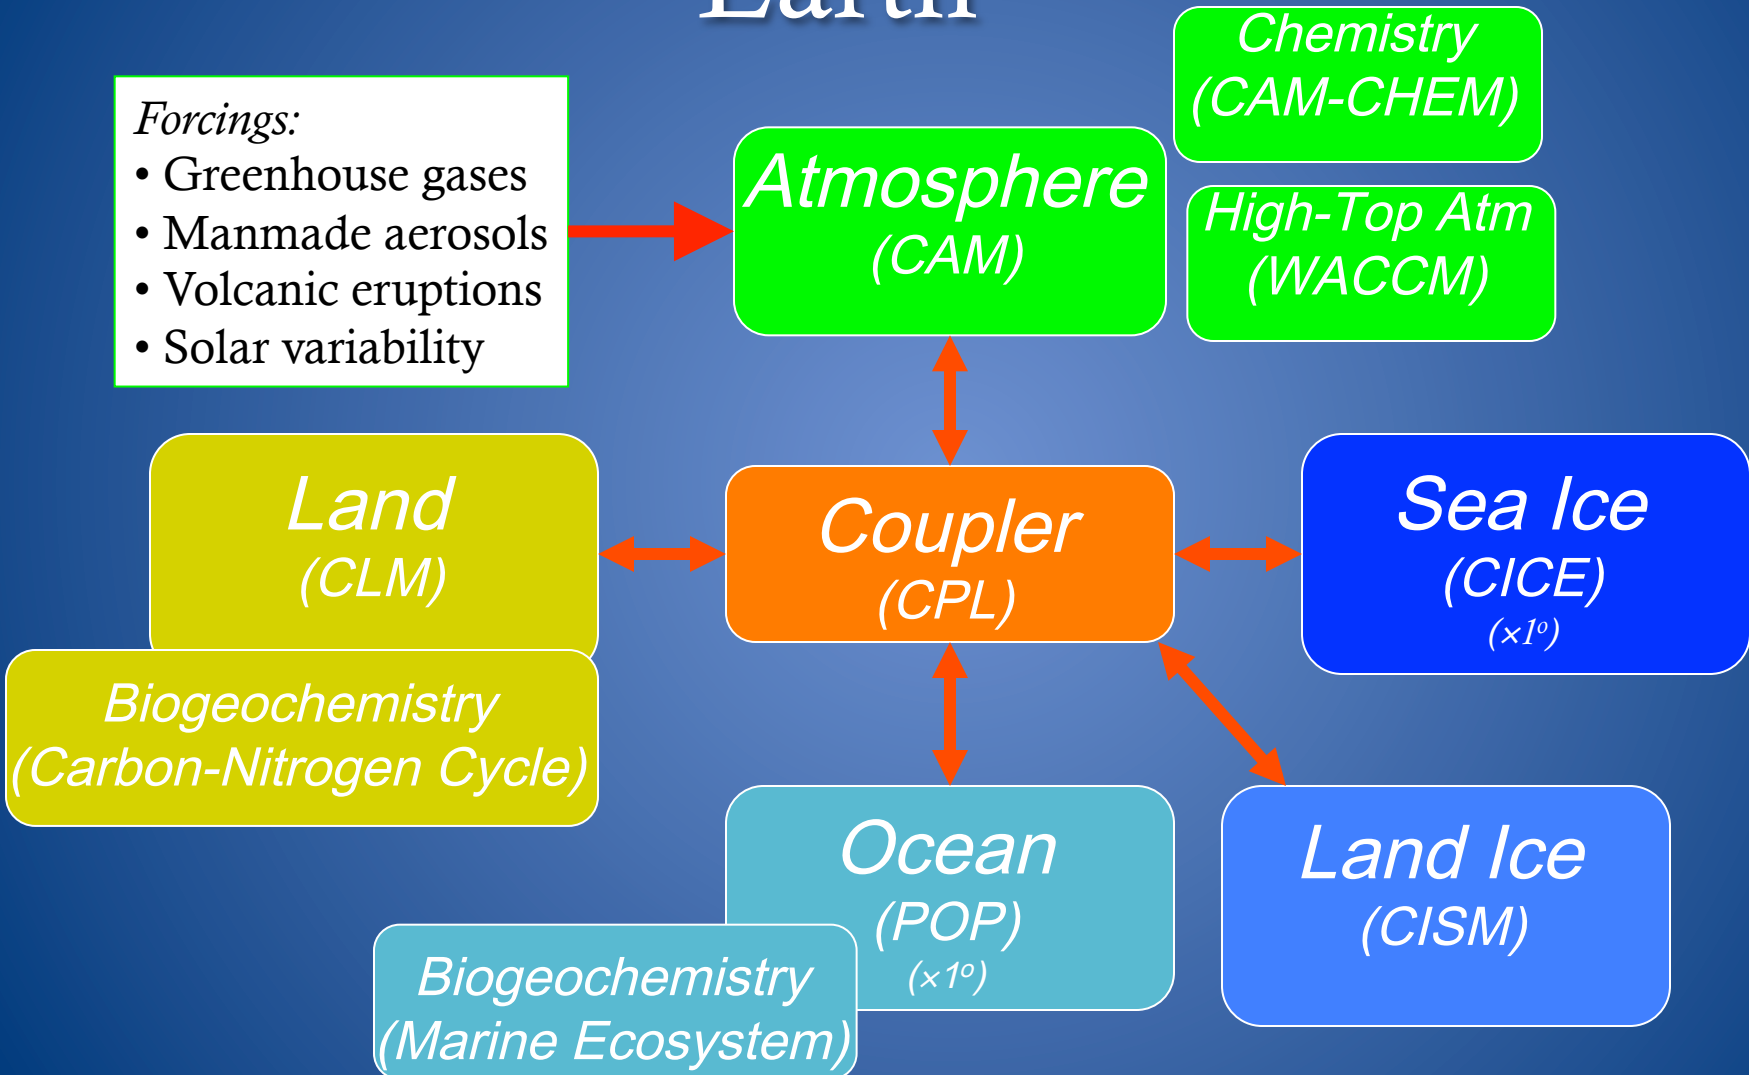 Earth
Chemistry
(CAM-CHEM)
Forcings:
• Greenhouse gases
• Manmade aerosols
• Volcanic eruptions
• Solar variability
Atmosphere
(CAM)
High-Top Atm
(WACCM)
Land
(CLM)
Coupler
(CPL)
Sea Ice
(CICE)
(×1º)
Biogeochemistry
(Carbon-Nitrogen Cycle)
Ocean
(POP)
(×1º)
Land Ice
(CISM)
Biogeochemistry
(Marine Ecosystem)